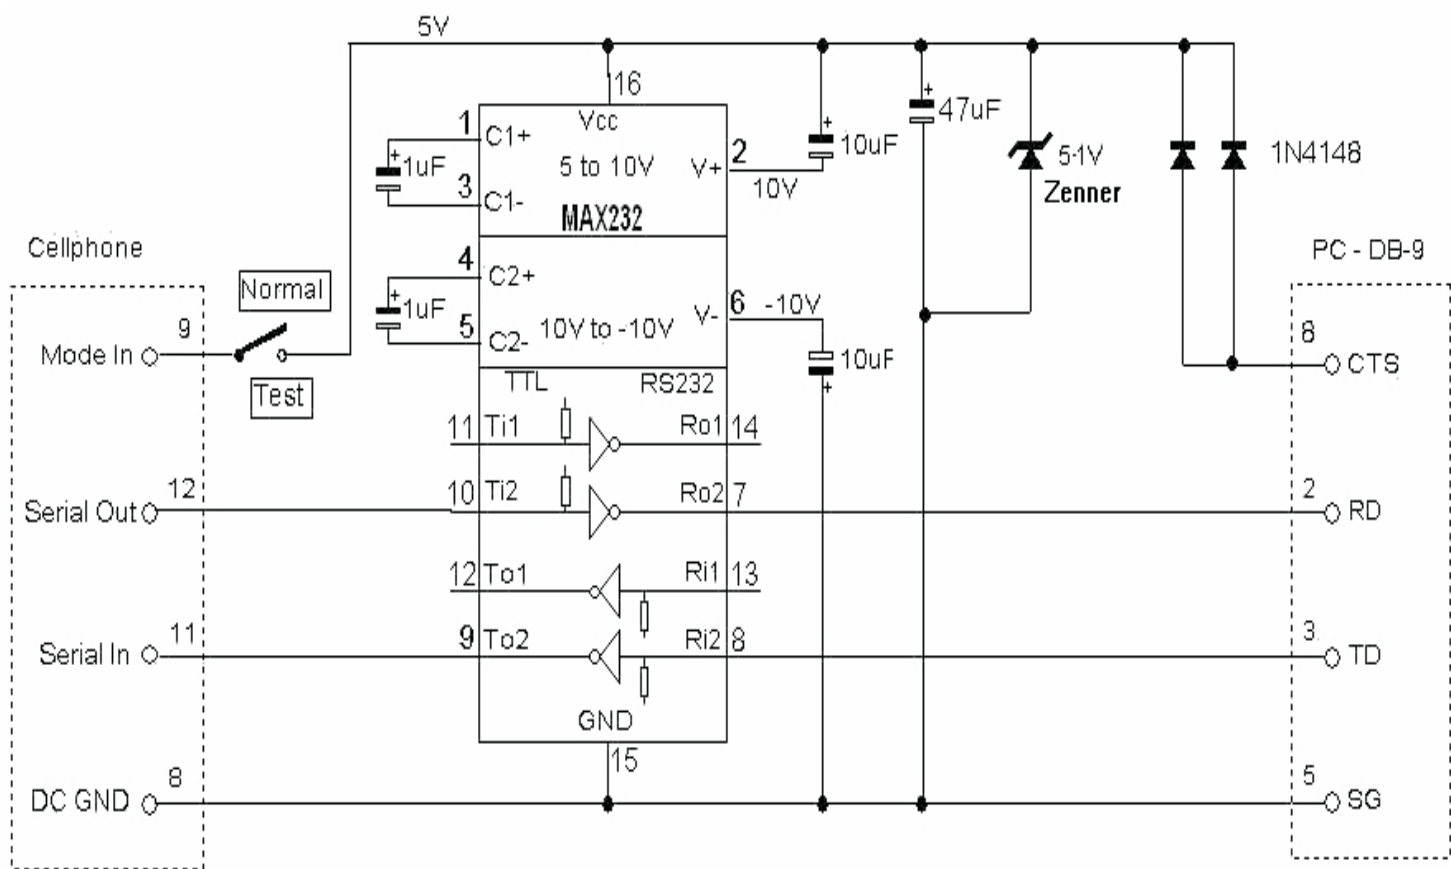 5V
16
Vcc
1
C1+
1uF
5 to 10V
V+
2
10V
+
10uF
+
47uF
5-1V
Zenner
1N4148
3
C1-
+
MAX232
Cellphone
PC - DB-9
4
C2+
+
1uF
Normal
5
C2-
10V to -10V
V-
6
-10V
10uF
+
9
Mode In
Test
6
CTS
TTL
RS232
11
Ti1
Ro1
14
12
Serial Out
10
Ti2
Ro2
7
2
RD
12
To1
Ri1
13
11
Serial In
9
To2
Ri2
8
3
TD
GND
15
8
DC GND
5
SG